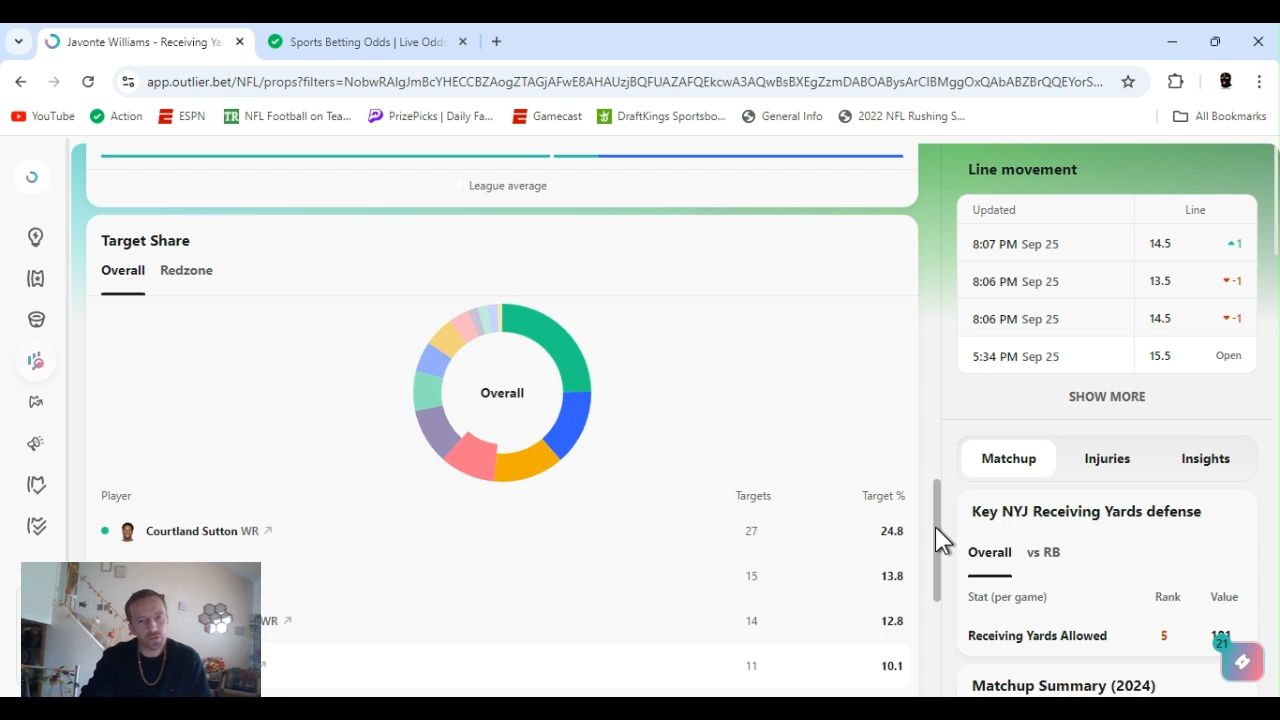 Javonte Williams - Receiving Ya
Sports Betting Odds | Live Odd
app.outlier.bet/NFL/props?filters=NobwRAIgJmBcYHECCBZAogZTAGjAFwE8AHAUzjBQFUAZAFQEkcwA3AQwBsBXEgZzmDABOABysArCIBMggOxQAbABZBrQQEYorS...
YouTube
Action
ESPN
NFL Football on Tea...
PrizePicks | Daily Fa...
Gamecast
DraftKings Sportsbo...
General Info
2022 NFL Rushing S...
All Bookmarks
League average
Target Share
Overall Redzone
Overall
Player Targets Target %
Courtland Sutton WR 27 24.8
15 13.8
WR 14 12.8
11 10.1
Line movement
Updated Line
8:07 PM Sep 25 14.5 1
8:06 PM Sep 25 13.5 -1
8:06 PM Sep 25 14.5 -1
5:34 PM Sep 25 15.5 Open
SHOW MORE
Matchup Injuries Insights
Key NYJ Receiving Yards defense
Overall vs RB
Stat (per game) Rank Value
Receiving Yards Allowed 5
21
Matchup Summary (2024)